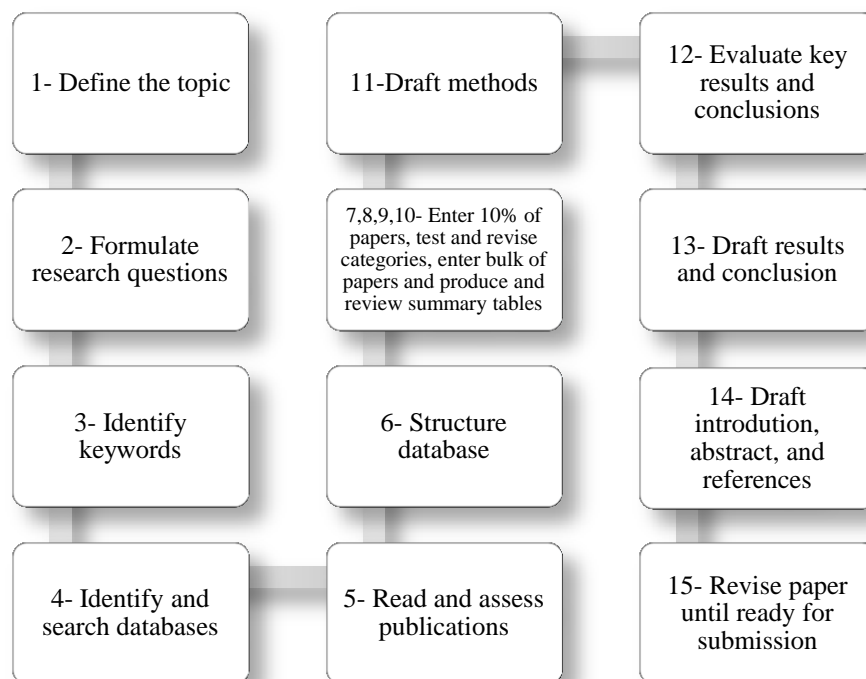 1- Define the topic
2- Formulate
research questions
3- Identify
keywords
4- Identify and
search databases
5- Read and assess
publications
6- Structure
database
7,8,9,10- Enter 10% of
papers, test and revise
categories, enter bulk of
papers and produce and
review summary tables
11-Draft methods
12- Evaluate key
results and
conclusions
13- Draft results
and conclusion
14- Draft
introdution,
abstract, and
references
15- Revise paper
until ready for
submission